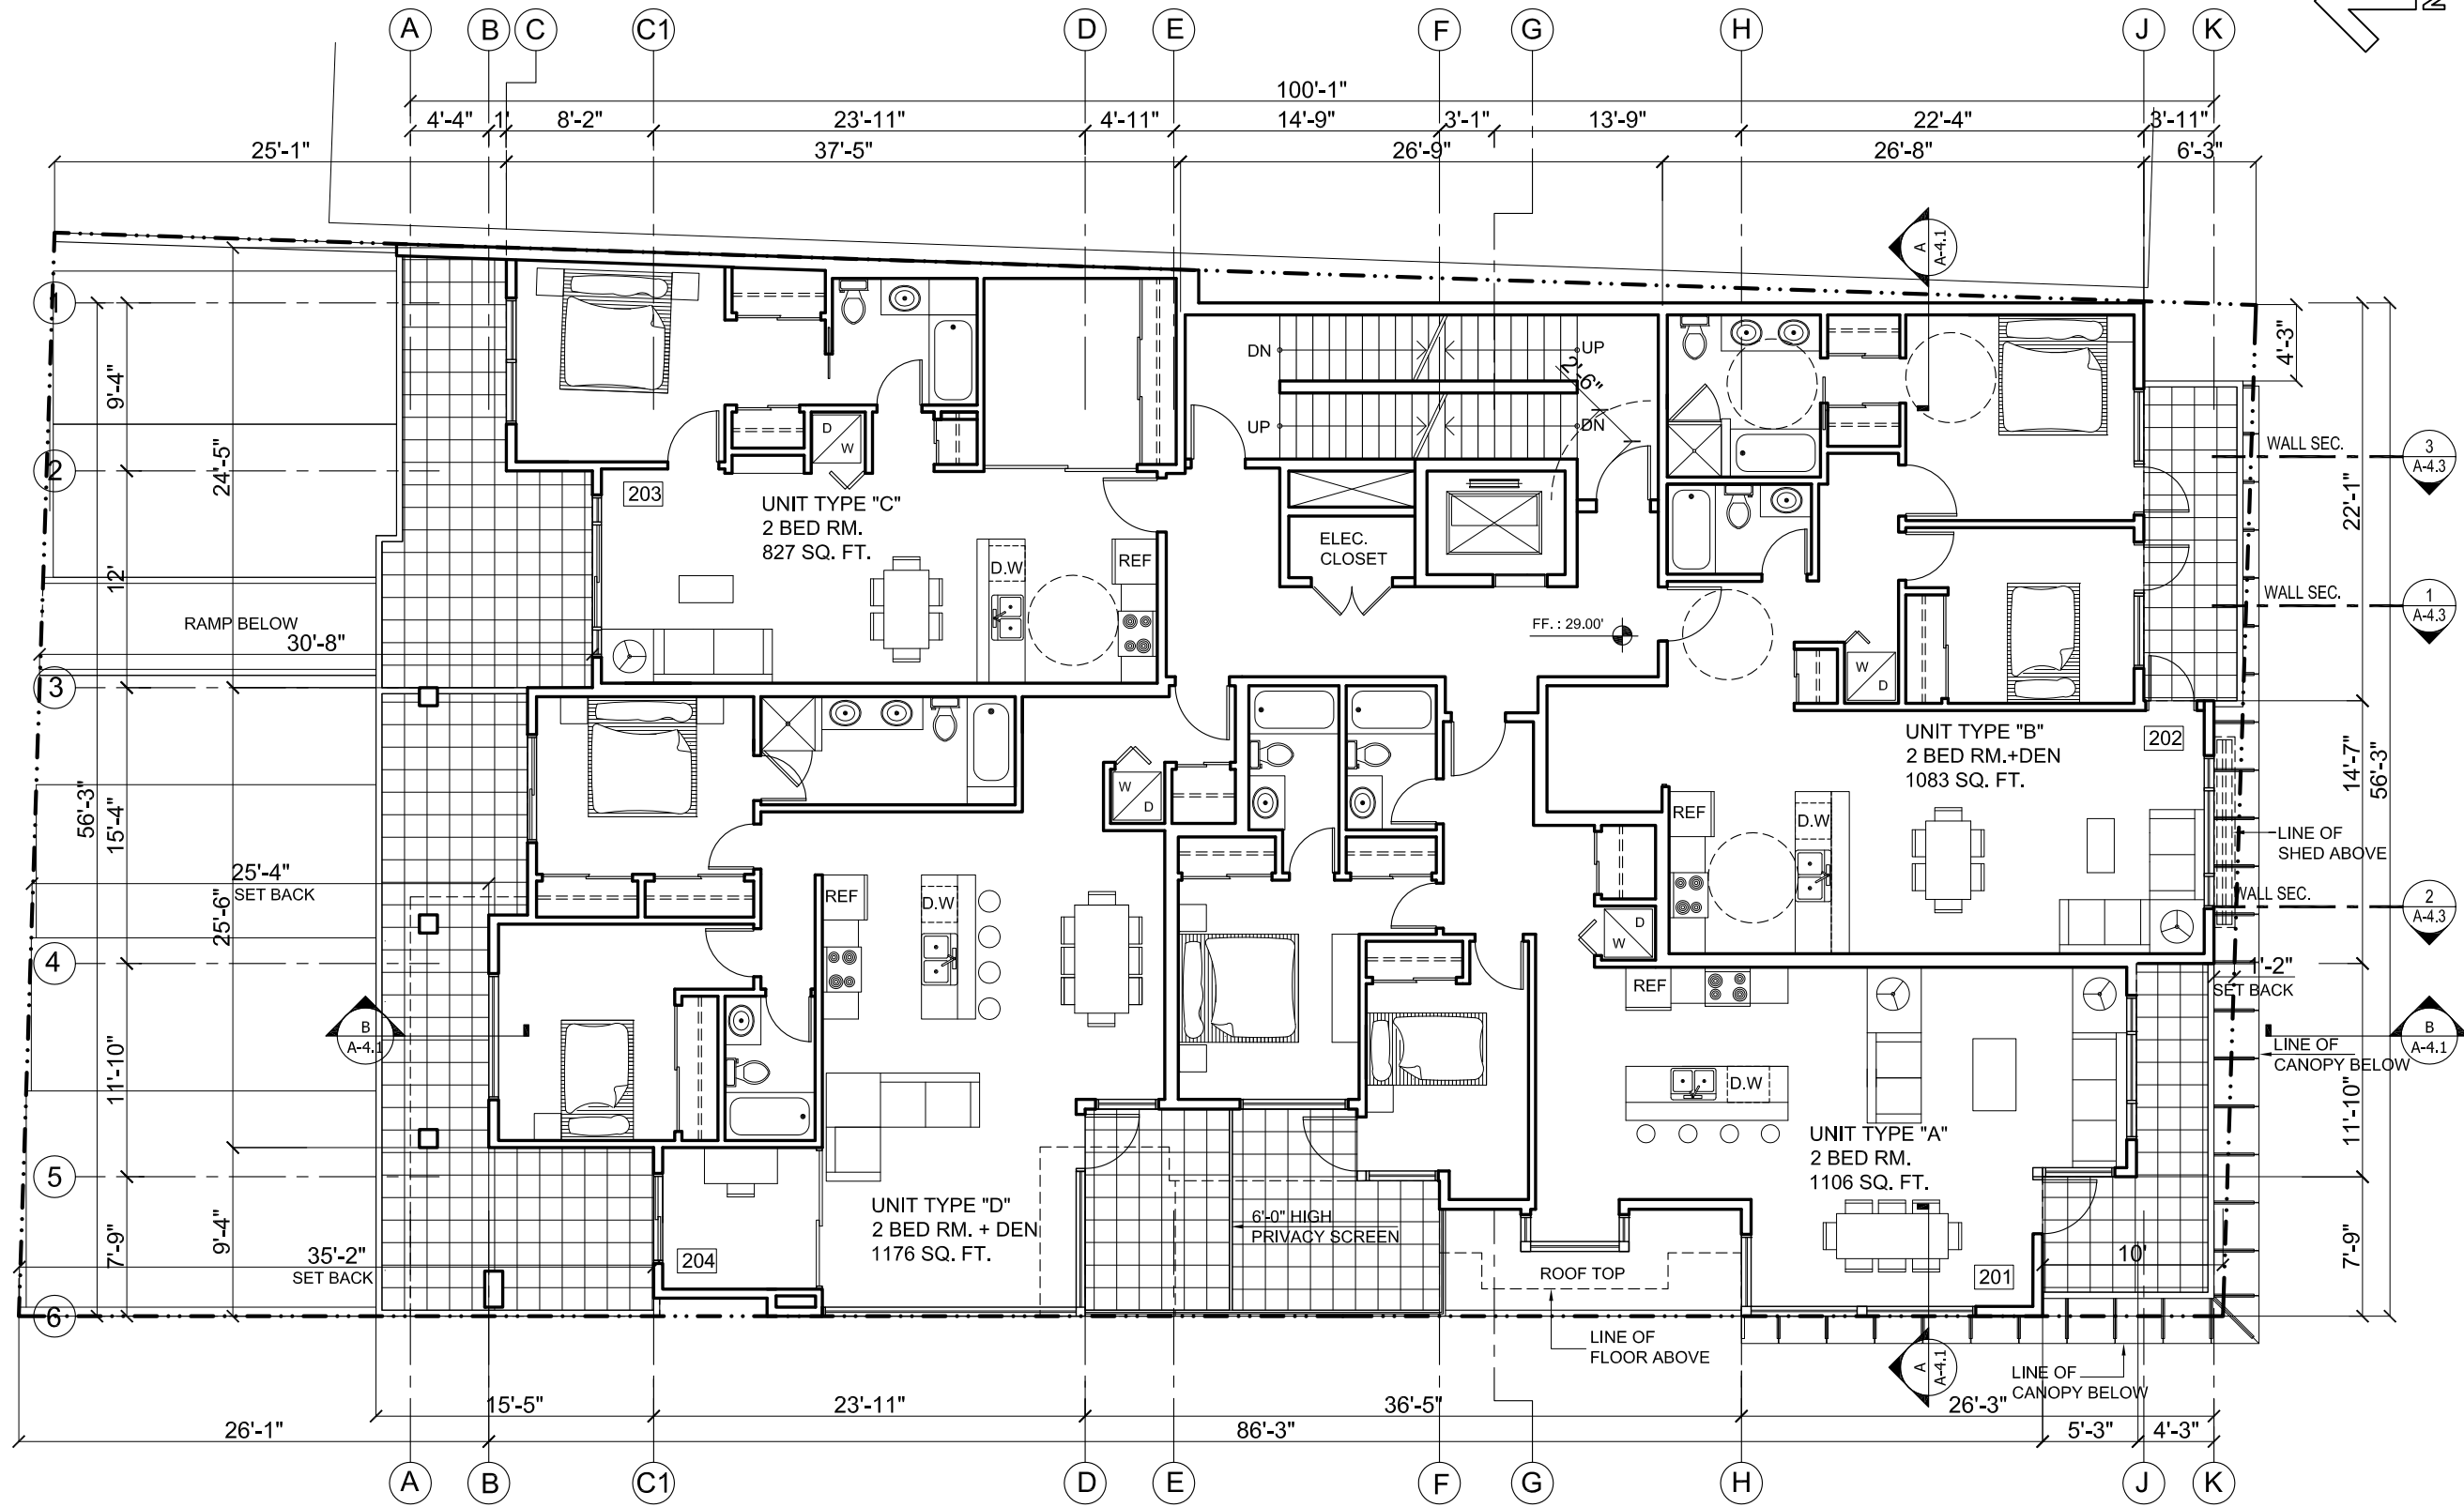 A B C C1 D E F G H J K
N
100'-1"
4'-4" 1' 8'-2" 23'-11" 4'-11" 14'-9" 3'-1" 13'-9" 22'-4" 3'-11"
25'-1" 37'-5" 26'-9" 26'-8" 6'-3"
A
A-4.1
1
2
3
4
5
6
9'-4"
12'
15'-4"
11'-10"
7'-9"
56'-3"
24'-5"
25'-6"
9'-4"
RAMP BELOW
30'-8"
25'-4"
SET BACK
35'-2"
SET BACK
B
A-4.1
203
UNIT TYPE "C"
2 BED RM.
827 SQ. FT.
D
W
D.W
REF
DN
UP
UP
DN
2'-6"
ELEC.
CLOSET
FF. : 29.00'
4'-3"
22'-1"
14'-7"
56'-3"
11'-10"
7'-9"
WALL SEC.
3
A-4.3
WALL SEC.
1
A-4.3
WALL SEC.
2
A-4.3
W
D
UNIT TYPE "B"
2 BED RM.+DEN
1083 SQ. FT.
202
REF
D.W
LINE OF
SHED ABOVE
1'-2"
SET BACK
B
A-4.1
LINE OF
CANOPY BELOW
W
D
REF
D.W
UNIT TYPE "D"
2 BED RM. + DEN
1176 SQ. FT.
204
6'-0" HIGH
PRIVACY SCREEN
D
W
REF
D.W
UNIT TYPE "A"
2 BED RM.
1106 SQ. FT.
201
10'
ROOF TOP
LINE OF
FLOOR ABOVE
A
A-4.1
LINE OF
CANOPY BELOW
15'-5" 23'-11" 36'-5" 26'-3"
26'-1" 86'-3" 5'-3" 4'-3"
A B C1 D E F G H J K